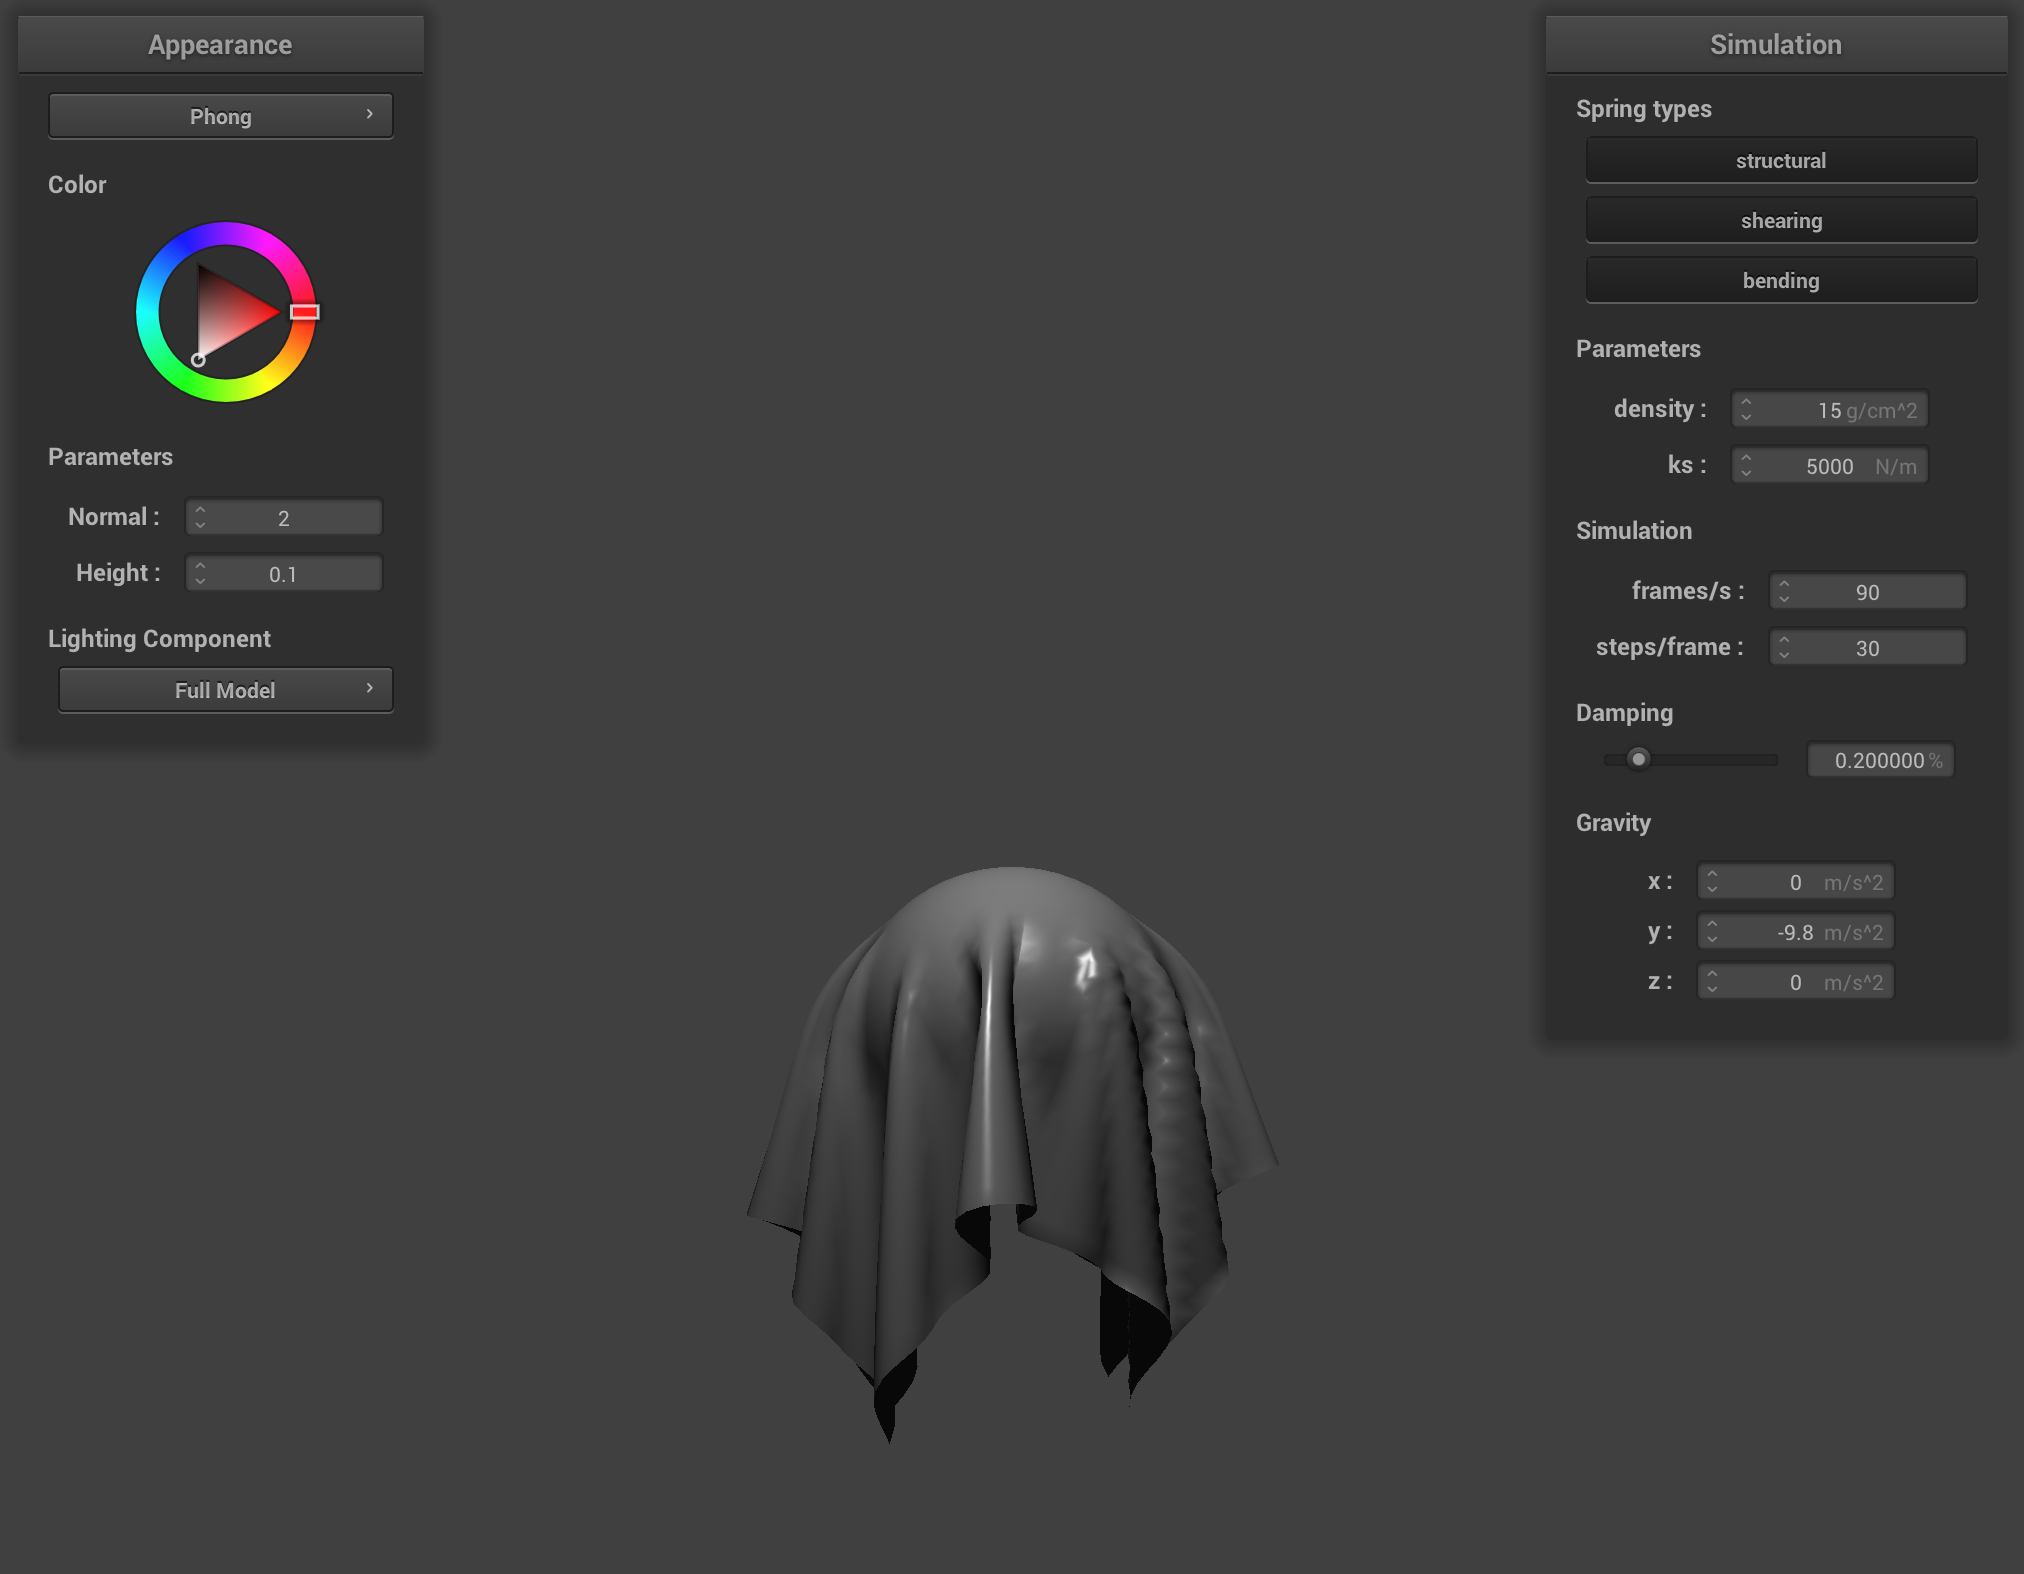 Appearance
Phong
Color
Parameters
Normal : 2
Height : 0.1
Lighting Component
Full Model
Simulation
Spring types
structural
shearing
bending
Parameters
density : 15 g/cm^2
ks : 5000 N/m
Simulation
frames/s : 90
steps/frame : 30
Damping
0.200000 %
Gravity
x : 0 m/s^2
y : -9.8 m/s^2
z : 0 m/s^2